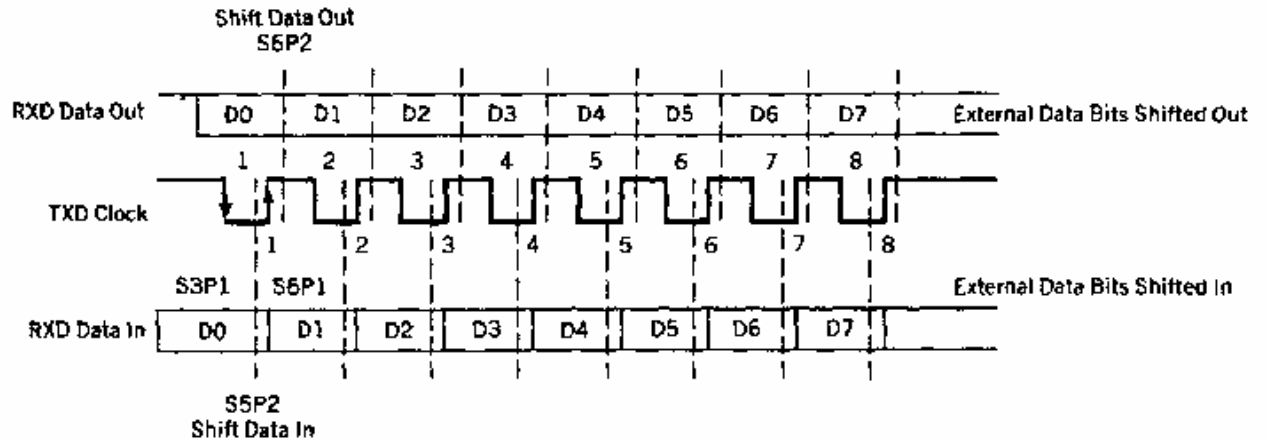 Shift Data Out
S6P2
RXD Data Out D0 D1 D2 D3 D4 D5 D6 D7 External Data Bits Shifted Out
1 2 3 4 5 6 7 8
TXD Clock
1 2 3 4 5 6 7 8
S3P1 S6P1 External Data Bits Shifted In
RXD Data In D0 D1 D2 D3 D4 D5 D6 D7
S5P2
Shift Data In